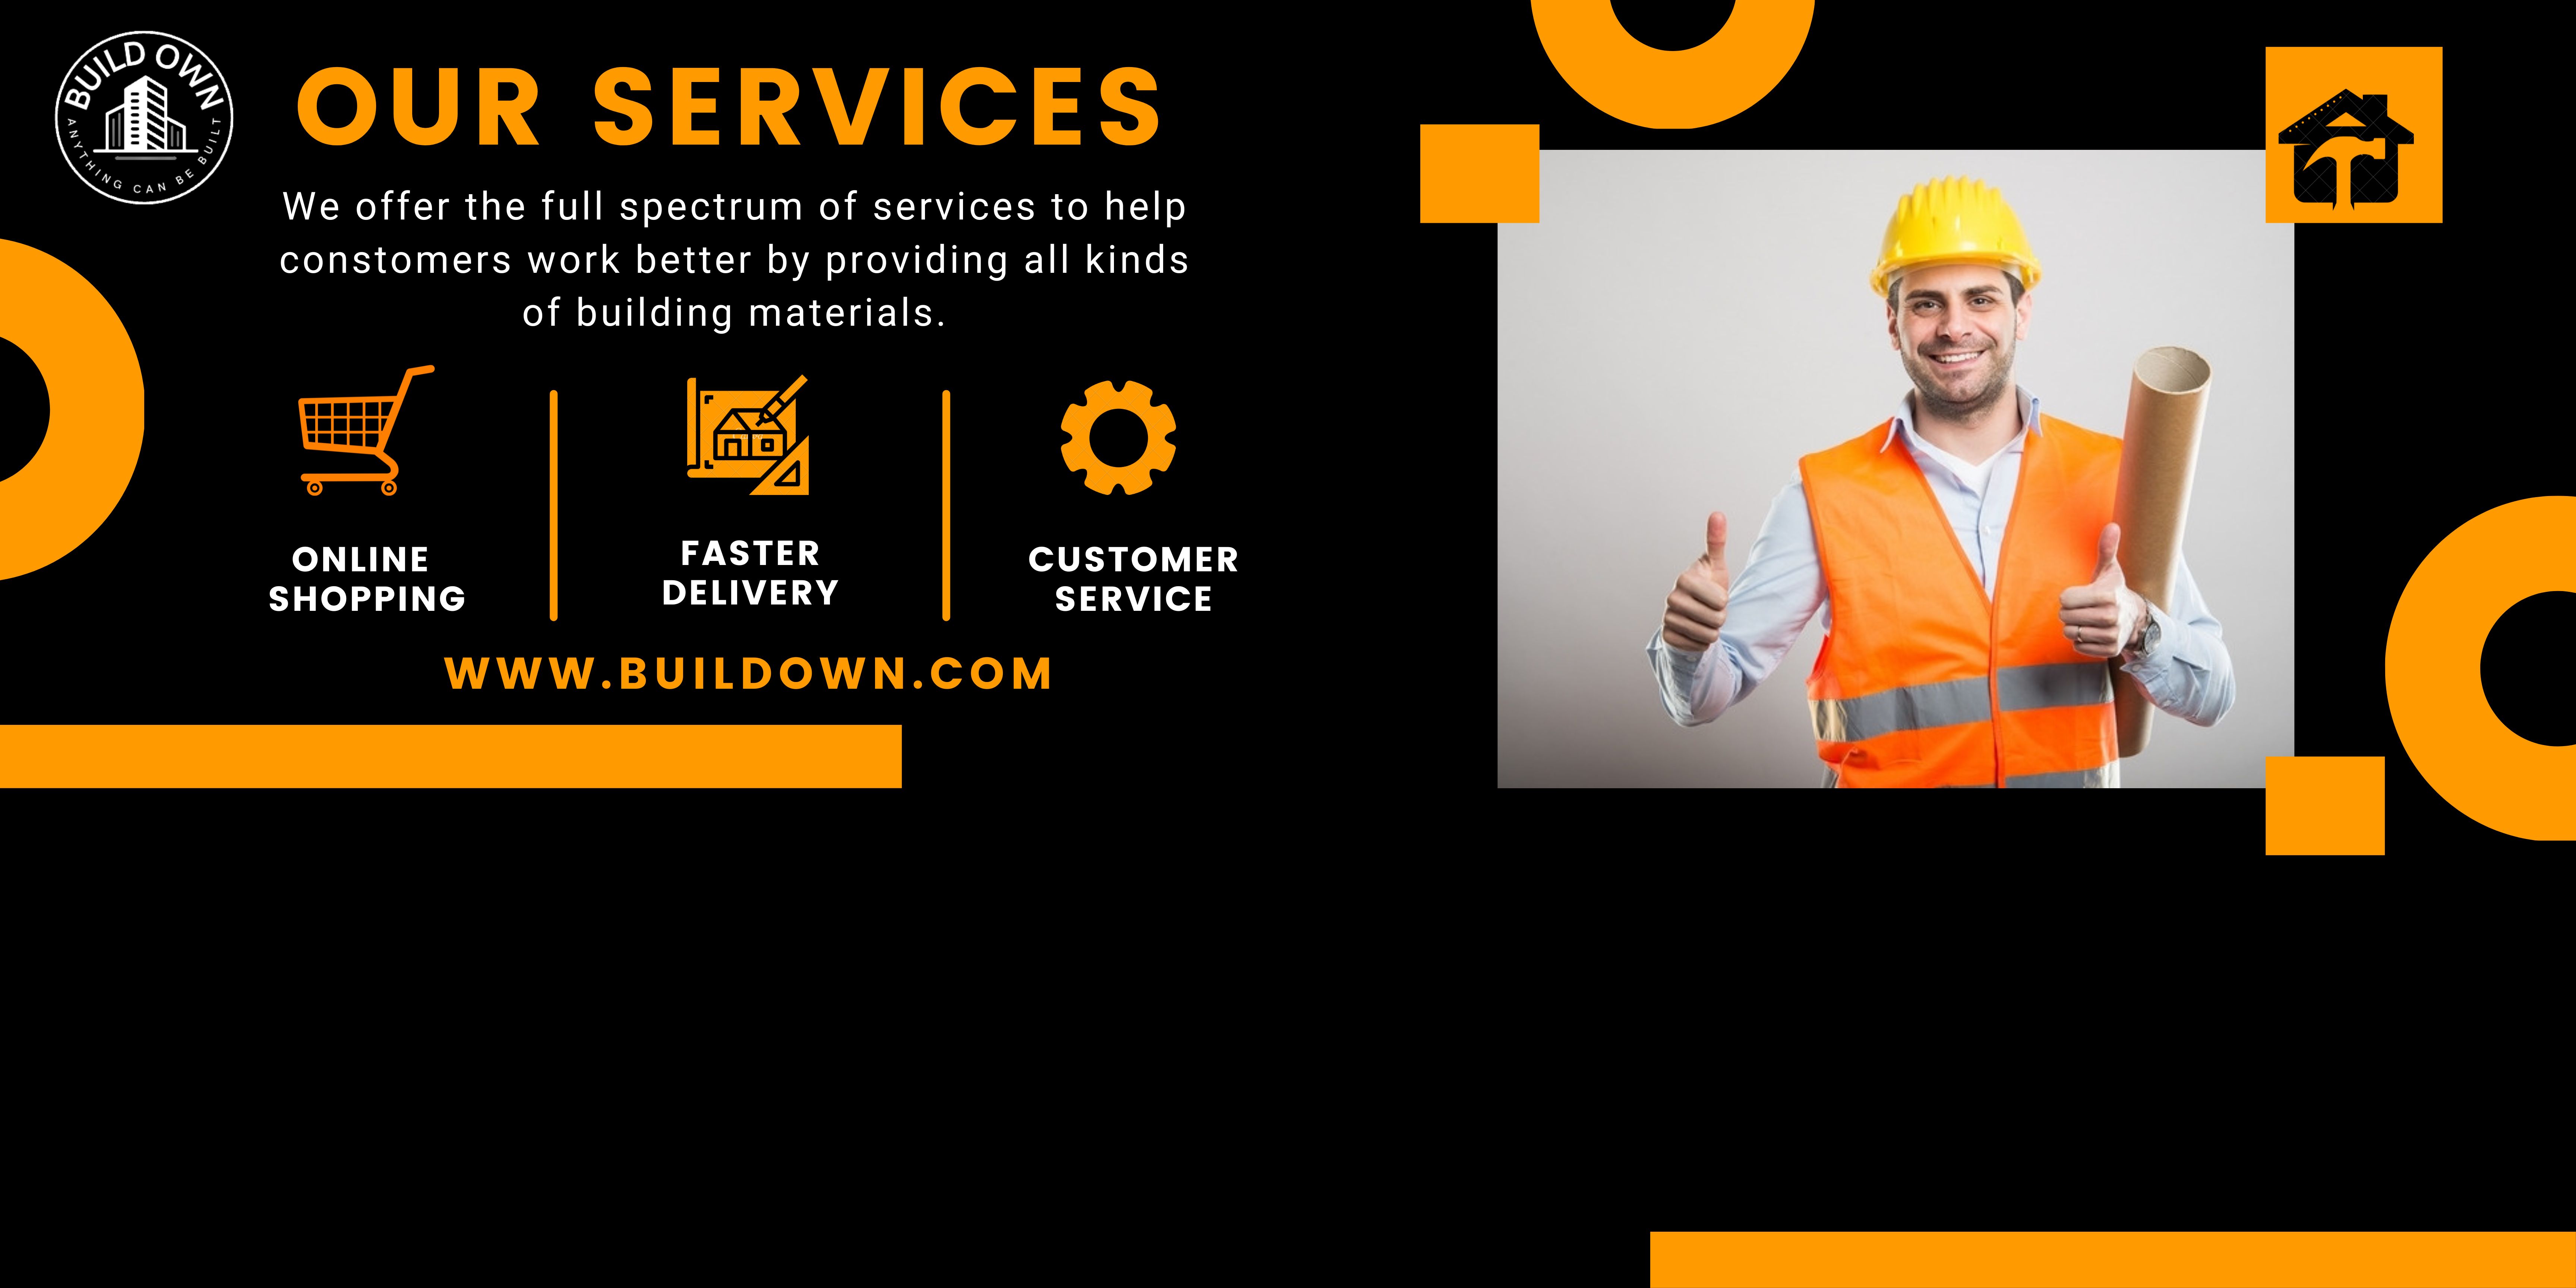 BUILD OWN
ANYTHING CAN BE BUILT
OUR SERVICES
We offer the full spectrum of services to help
constomers work better by providing all kinds
of building materials.
ONLINE
SHOPPING
FASTER
DELIVERY
CUSTOMER
SERVICE
WWW.BUILDOWN.COM